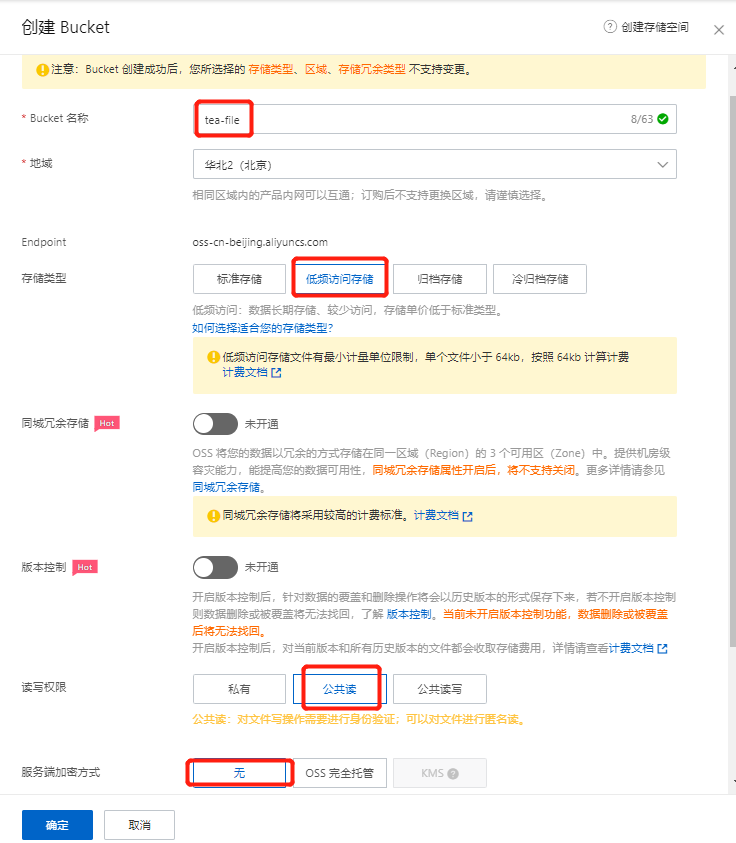 创建 Bucket
创建存储空间
注意：Bucket 创建成功后，您所选择的 存储类型、区域、存储冗余类型 不支持变更。
* Bucket 名称
tea-file
8/63
* 地域
华北2（北京）
相同区域内的产品内网可以互通；订购后不支持更换区域，请谨慎选择。
Endpoint
oss-cn-beijing.aliyuncs.com
存储类型
标准存储
低频访问存储
归档存储
冷归档存储
低频访问：数据长期存储、较少访问，存储单价低于标准类型。
如何选择适合您的存储类型？
低频访问存储文件有最小计量单位限制，单个文件小于 64kb，按照 64kb 计算计费
计费文档
同城冗余存储
Hot
未开通
OSS 将您的数据以冗余的方式存储在同一区域（Region）的 3 个可用区（Zone）中。提供机房级
容灾能力，能提高您的数据可用性，同城冗余存储属性开启后，将不支持关闭。更多详情请参见
同城冗余存储。
同城冗余存储将采用较高的计费标准。计费文档
版本控制
Hot
未开通
开启版本控制后，针对数据的覆盖和删除操作将会以历史版本的形式保存下来，若不开启版本控制
则数据删除或被覆盖将无法找回，了解 版本控制。当前未开启版本控制功能，数据删除或被覆盖
后将无法找回。
开启版本控制后，对当前版本和所有历史版本的文件都会收取存储费用，详情请查看计费文档
读写权限
私有
公共读
公共读写
公共读：对文件写操作需要进行身份验证；可以对文件进行匿名读。
服务端加密方式
无
OSS 完全托管
KMS
确定
取消